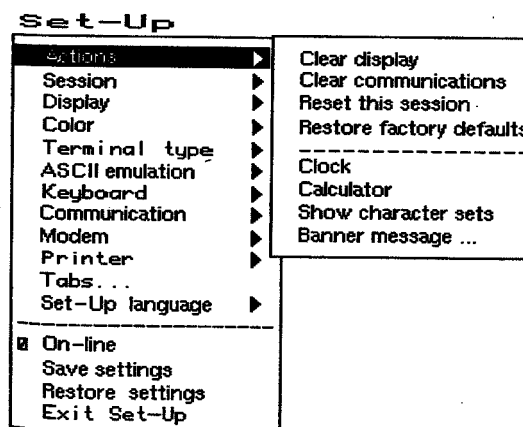 Set-Up
Actions
Session
Display
Color
Terminal type
ASCII emulation
Keyboard
Communication
Modem
Printer
Tabs...
Set-Up language
On-line
Save settings
Restore settings
Exit Set-Up
Clear display
Clear communications
Reset this session
Restore factory defaults
Clock
Calculator
Show character sets
Banner message ...